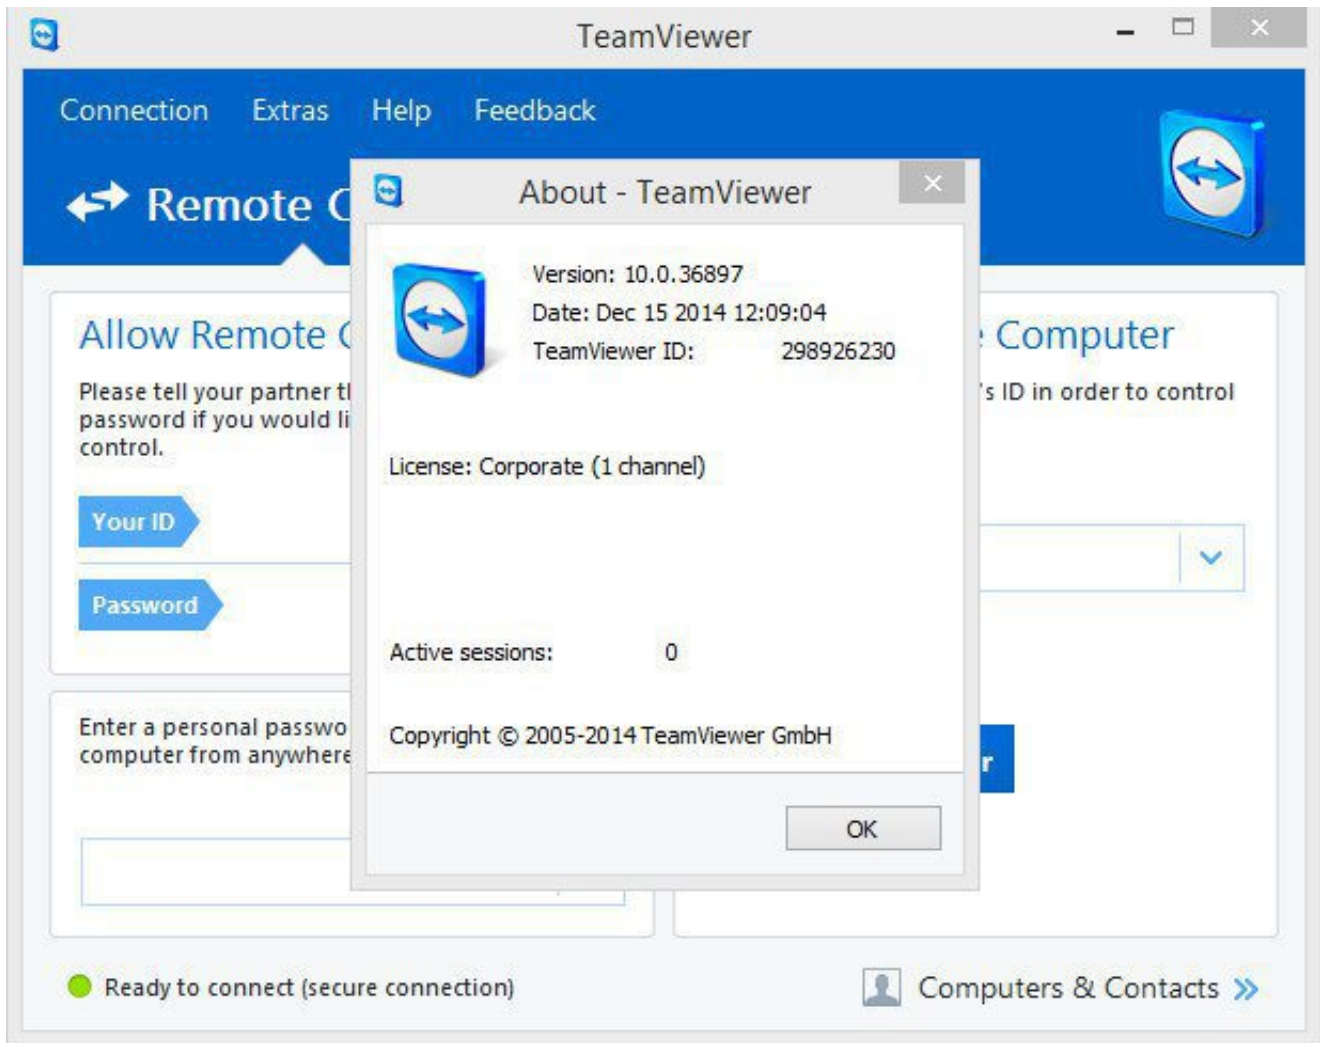 TeamViewer
Connection Extras Help Feedback
Remote C
About - TeamViewer
Version: 10.0.36897
Date: Dec 15 2014 12:09:04
TeamViewer ID: 298926230
License: Corporate (1 channel)
Active sessions: 0
Copyright © 2005-2014 TeamViewer GmbH
OK
Allow Remote
Please tell your partner
password if you would
control.
Your ID
Password
Enter a personal
computer from anywhere
Computer
's ID in order to control
Ready to connect (secure connection)
Computers & Contacts